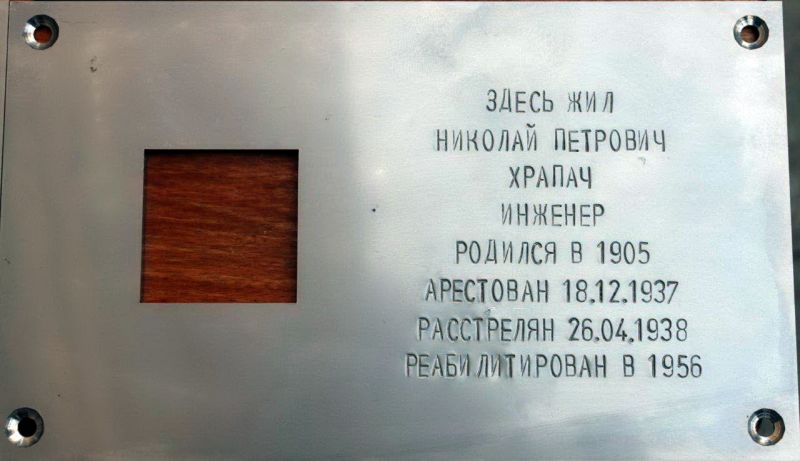 ЗДЕСЬ ЖИЛ
НИКОЛАЙ ПЕТРОВИЧ
ХРАПАЧ
ИНЖЕНЕР
РОДИЛСЯ В 1905
АРЕСТОВАН 18.12.1937
РАССТРЕЛЯН 26.04.1938
РЕАБИЛИТИРОВАН В 1956